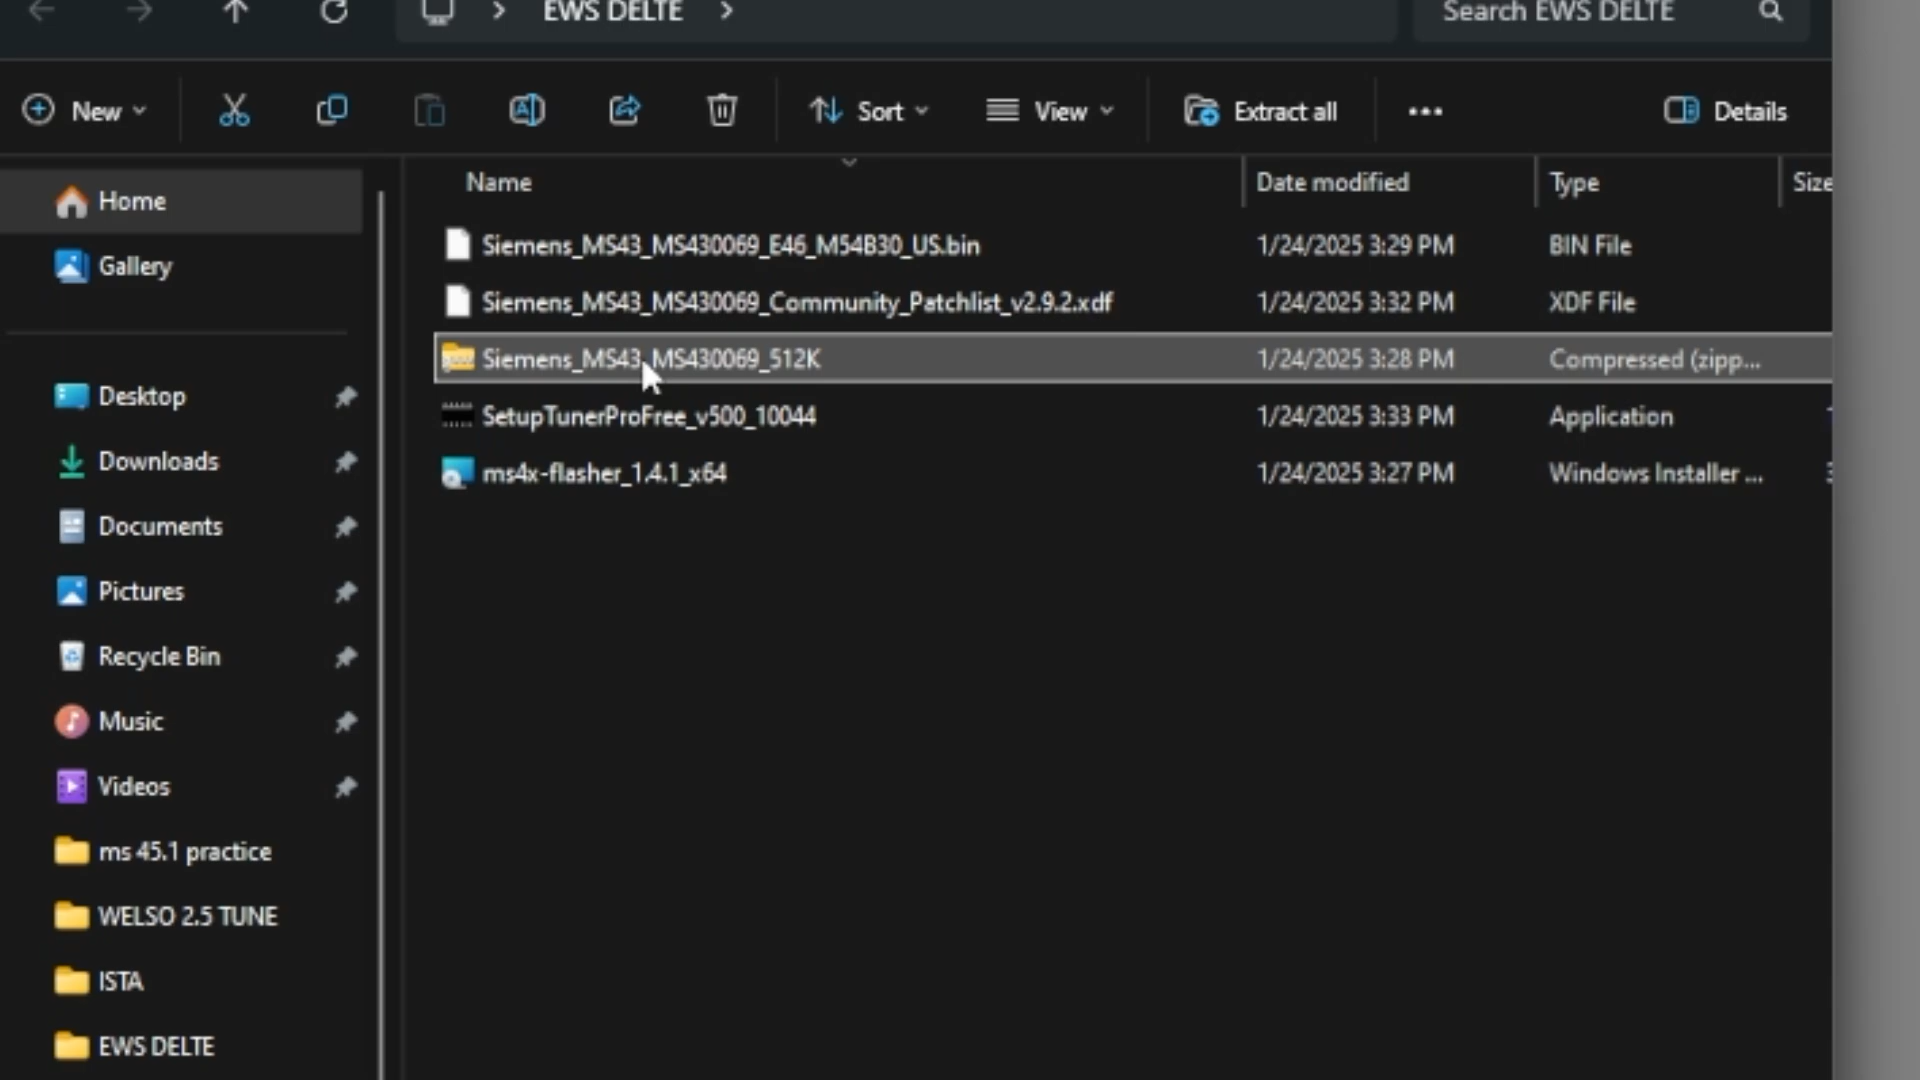 EWS DELTE
Search EWS DELTE
New
Sort
View
Extract all
Details
Name
Date modified
Type
Size
Home
Gallery
Desktop
Downloads
Documents
Pictures
Recycle Bin
Music
Videos
ms 45.1 practice
WELSO 2.5 TUNE
ISTA
EWS DELTE
Siemens_MS43_MS430069_E46_M54B30_US.bin 1/24/2025 3:29 PM BIN File
Siemens_MS43_MS430069_Community_Patchlist_v2.9.2.xdf 1/24/2025 3:32 PM XDF File
Siemens_MS43_MS430069_512K 1/24/2025 3:28 PM Compressed (zipp...
SetupTunerProFree_v500_10044 1/24/2025 3:33 PM Application
ms4x-flasher_1.4.1_x64 1/24/2025 3:27 PM Windows Installer ...